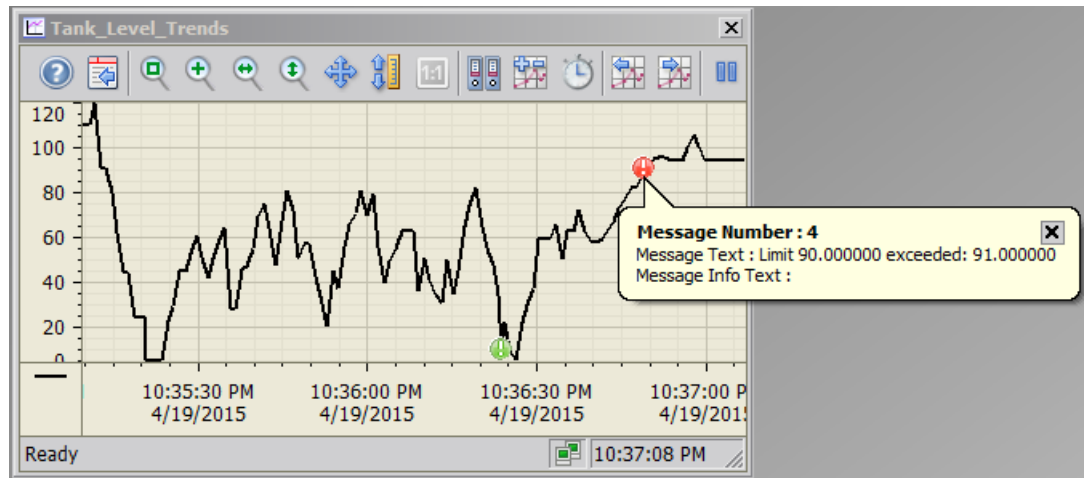 Tank_Level_Trends
1:1
120
100
80
60
40
20
0
Message Number : 4
Message Text : Limit 90.000000 exceeded: 91.000000
Message Info Text :
10:35:30 PM 10:36:00 PM 10:36:30 PM 10:37:00 P
4/19/2015 4/19/2015 4/19/2015 4/19/201
Ready 10:37:08 PM